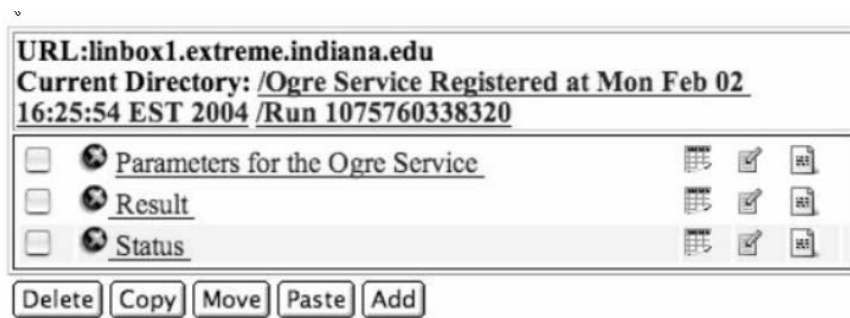 URL:linbox1.extreme.indiana.edu
Current Directory: /Ogre Service Registered at Mon Feb 02
16:25:54 EST 2004 /Run 1075760338320
Parameters for the Ogre Service
Result
Status
Delete Copy Move Paste Add